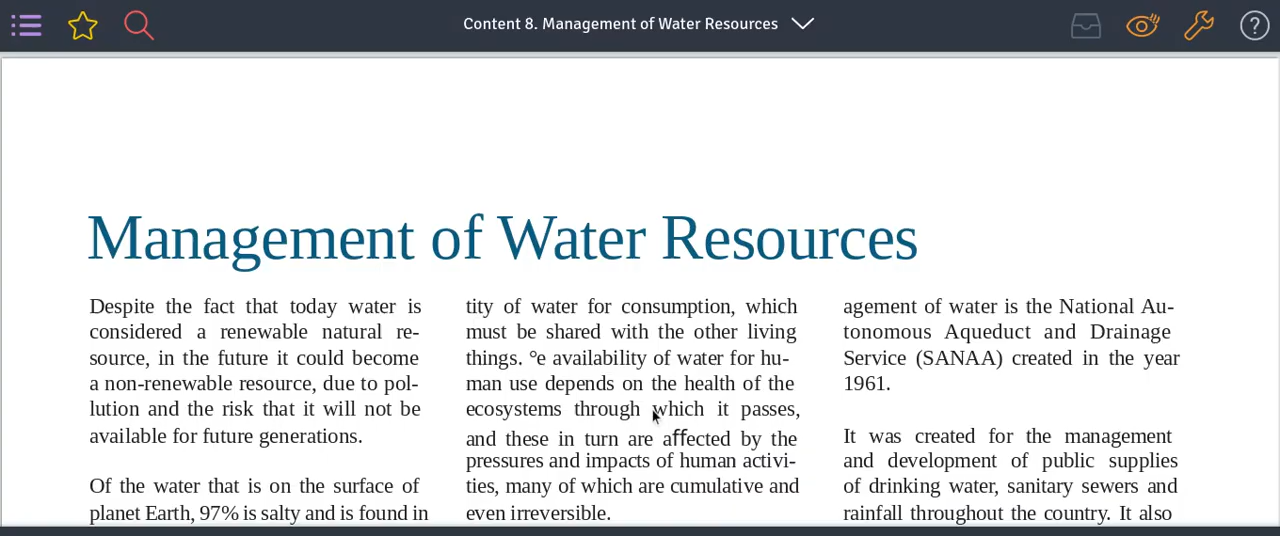 Content 8. Management of Water Resources
Management of Water Resources
Despite the fact that today water is
considered a renewable natural re-
source, in the future it could become
a non-renewable resource, due to pol-
lution and the risk that it will not be
available for future generations.
Of the water that is on the surface of
planet Earth, 97% is salty and is found in
tity of water for consumption, which
must be shared with the other living
things. °e availability of water for hu-
man use depends on the health of the
ecosystems through which it passes,
and these in turn are affected by the
pressures and impacts of human activi-
ties, many of which are cumulative and
even irreversible.
agement of water is the National Au-
tonomous Aqueduct and Drainage
Service (SANAA) created in the year
1961.
It was created for the management
and development of public supplies
of drinking water, sanitary sewers and
rainfall throughout the country. It also